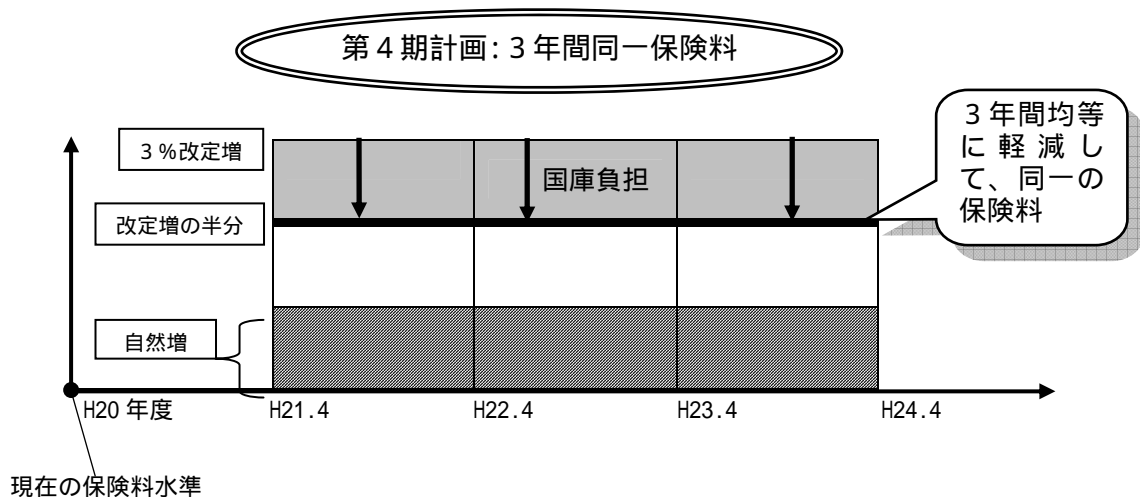 第４期計画：３年間同一保険料
３年間均等
に軽減し
て、同一の
保険料
３％改定増
国庫負担
改定増の半分
自然増
H20 年度
H21.4
H22.4
H23.4
H24.4
現在の保険料水準